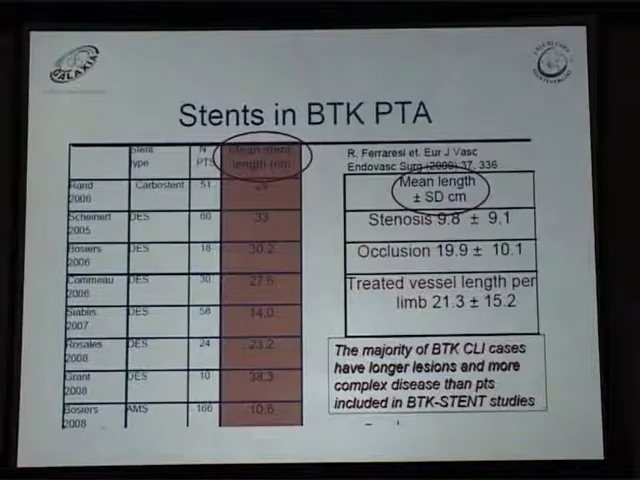 GALAXIA
Stents in BTK PTA
Stent type N PTS Mean stent length mm
Rand 2006 Carbostent 51
Scheinert 2005 DES 60 33
Bosiers 2006 DES 18 30.2
Commeau 2006 DES 30 27.6
Siablis 2007 DES 58 14.0
Rosales 2008 DES 24 23.2
Grant 2008 DES 10 38.3
Bosiers 2008 AMS 166 10.6
R. Ferraresi et. Eur J Vasc
Endovasc Surg (2009) 37, 336
Mean length
± SD cm
Stenosis 9.8 ± 9.1
Occlusion 19.9 ± 10.1
Treated vessel length per
limb 21.3 ± 15.2
The majority of BTK CLI cases
have longer lesions and more
complex disease than pts
included in BTK-STENT studies